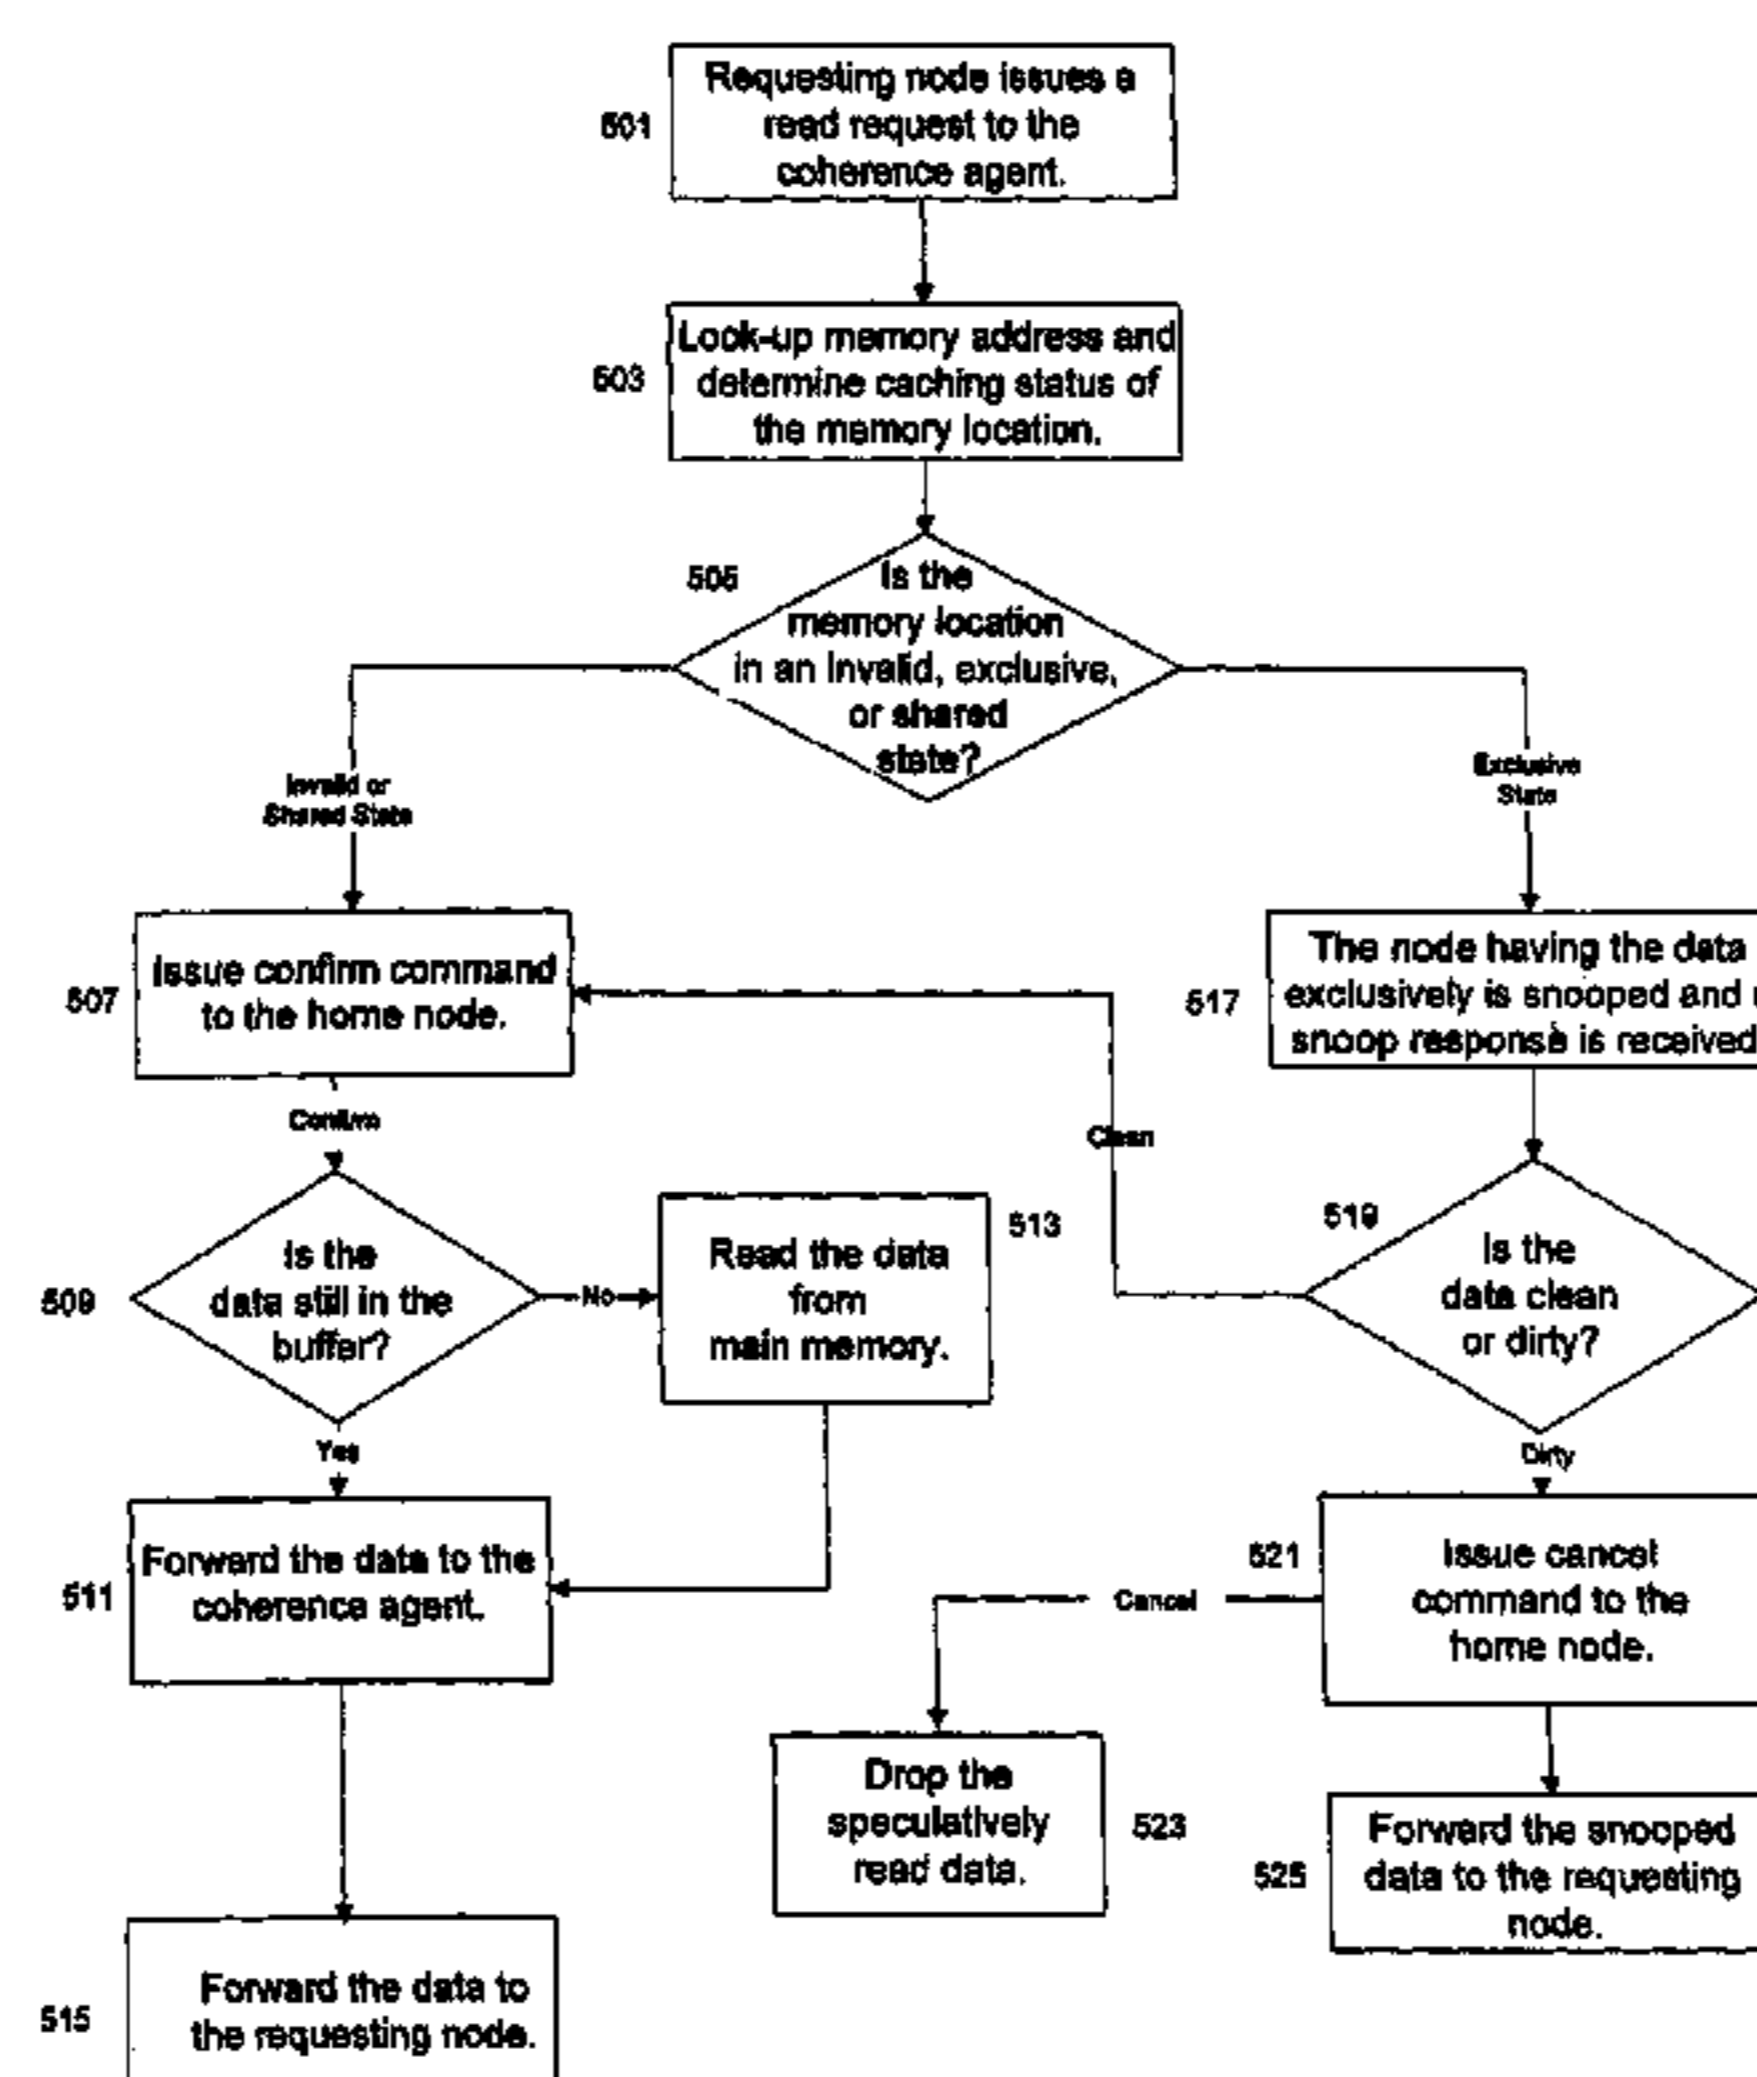 Requesting node issues a
read request to the
coherence agent.
501
Look-up memory address and
determine caching status of
the memory location.
503
505
Is the
memory location
in an invalid, exclusive,
or shared
state?
Invalid or
Shared State
Exclusive
State
Issue confirm command
to the home node.
507
The node having the data
exclusively is snooped and
snoop response is received
517
Confirm
Clean
509
Is the
data still in the
buffer?
No
Read the data
from
main memory.
513
519
Is the
data clean
or dirty?
Yes
Dirty
Forward the data to the
coherence agent.
511
Cancel
521
Issue cancel
command to the
home node.
Drop the
speculatively
read data.
523
525
Forward the snooped
data to the requesting
node.
515
Forward the data to
the requesting node.